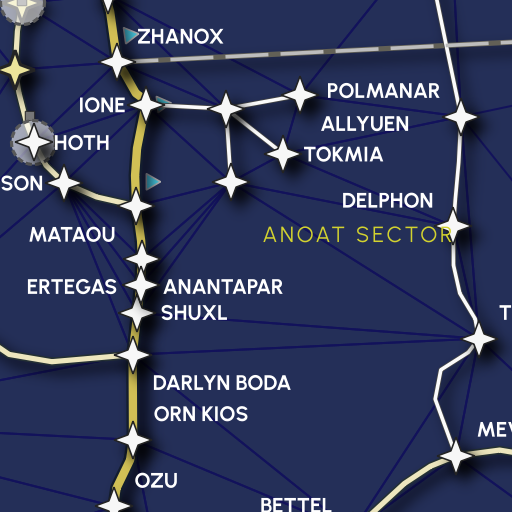 ZHANOX
POLMANAR
IONE
ALLYUEN
HOTH
TOKMIA
SON
DELPHON
MATAOU
ANOAT SECTOR
ERTEGAS
ANANTAPAR
SHUXL
T
DARLYN BODA
ORN KIOS
MEV
OZU
BETTEL